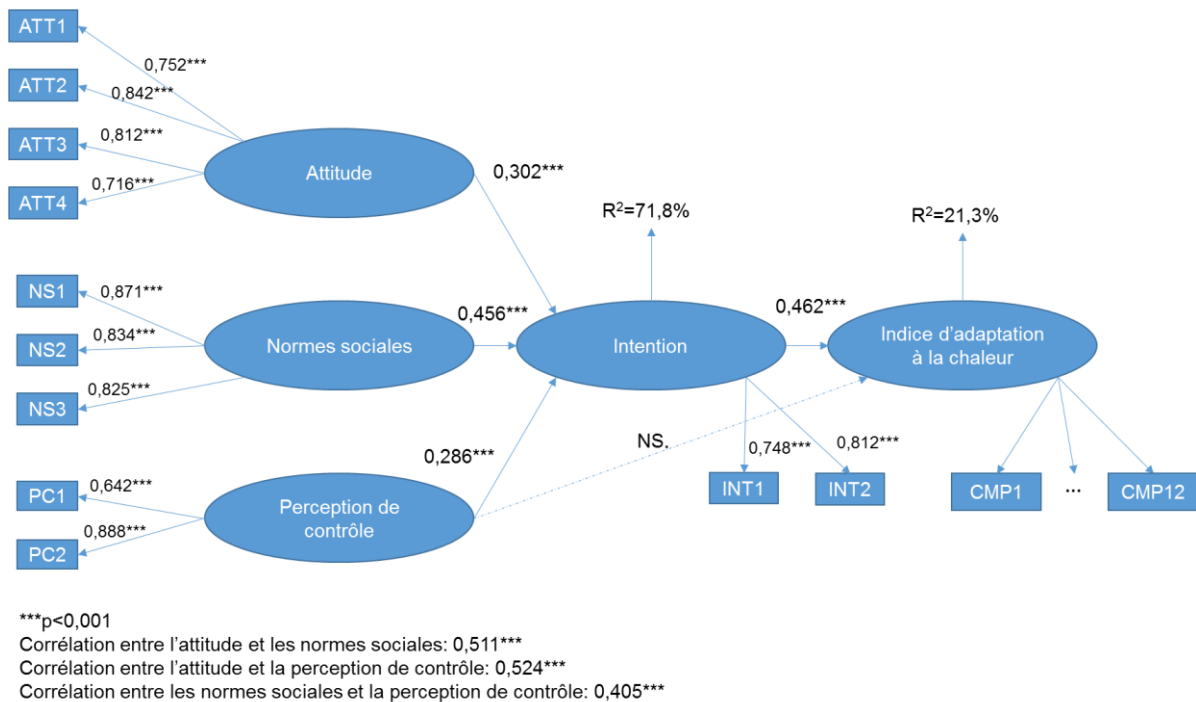 ATT1
0,752***
ATT2
0,842***
ATT3
0,812***
ATT4
0,716***
Attitude
0,302***
R²=71,8%
R²=21,3%
NS1
0,871***
NS2
0,834***
NS3
0,825***
Normes sociales
0,456***
Intention
0,462***
Indice d'adaptation
à la chaleur
NS.
0,286***
0,748***
0,812***
INT1
INT2
CMP1
...
CMP12
PC1
0,642***
PC2
0,888***
Perception de
contrôle
***p<0,001
Corrélation entre l'attitude et les normes sociales: 0,511***
Corrélation entre l'attitude et la perception de contrôle: 0,524***
Corrélation entre les normes sociales et la perception de contrôle: 0,405***